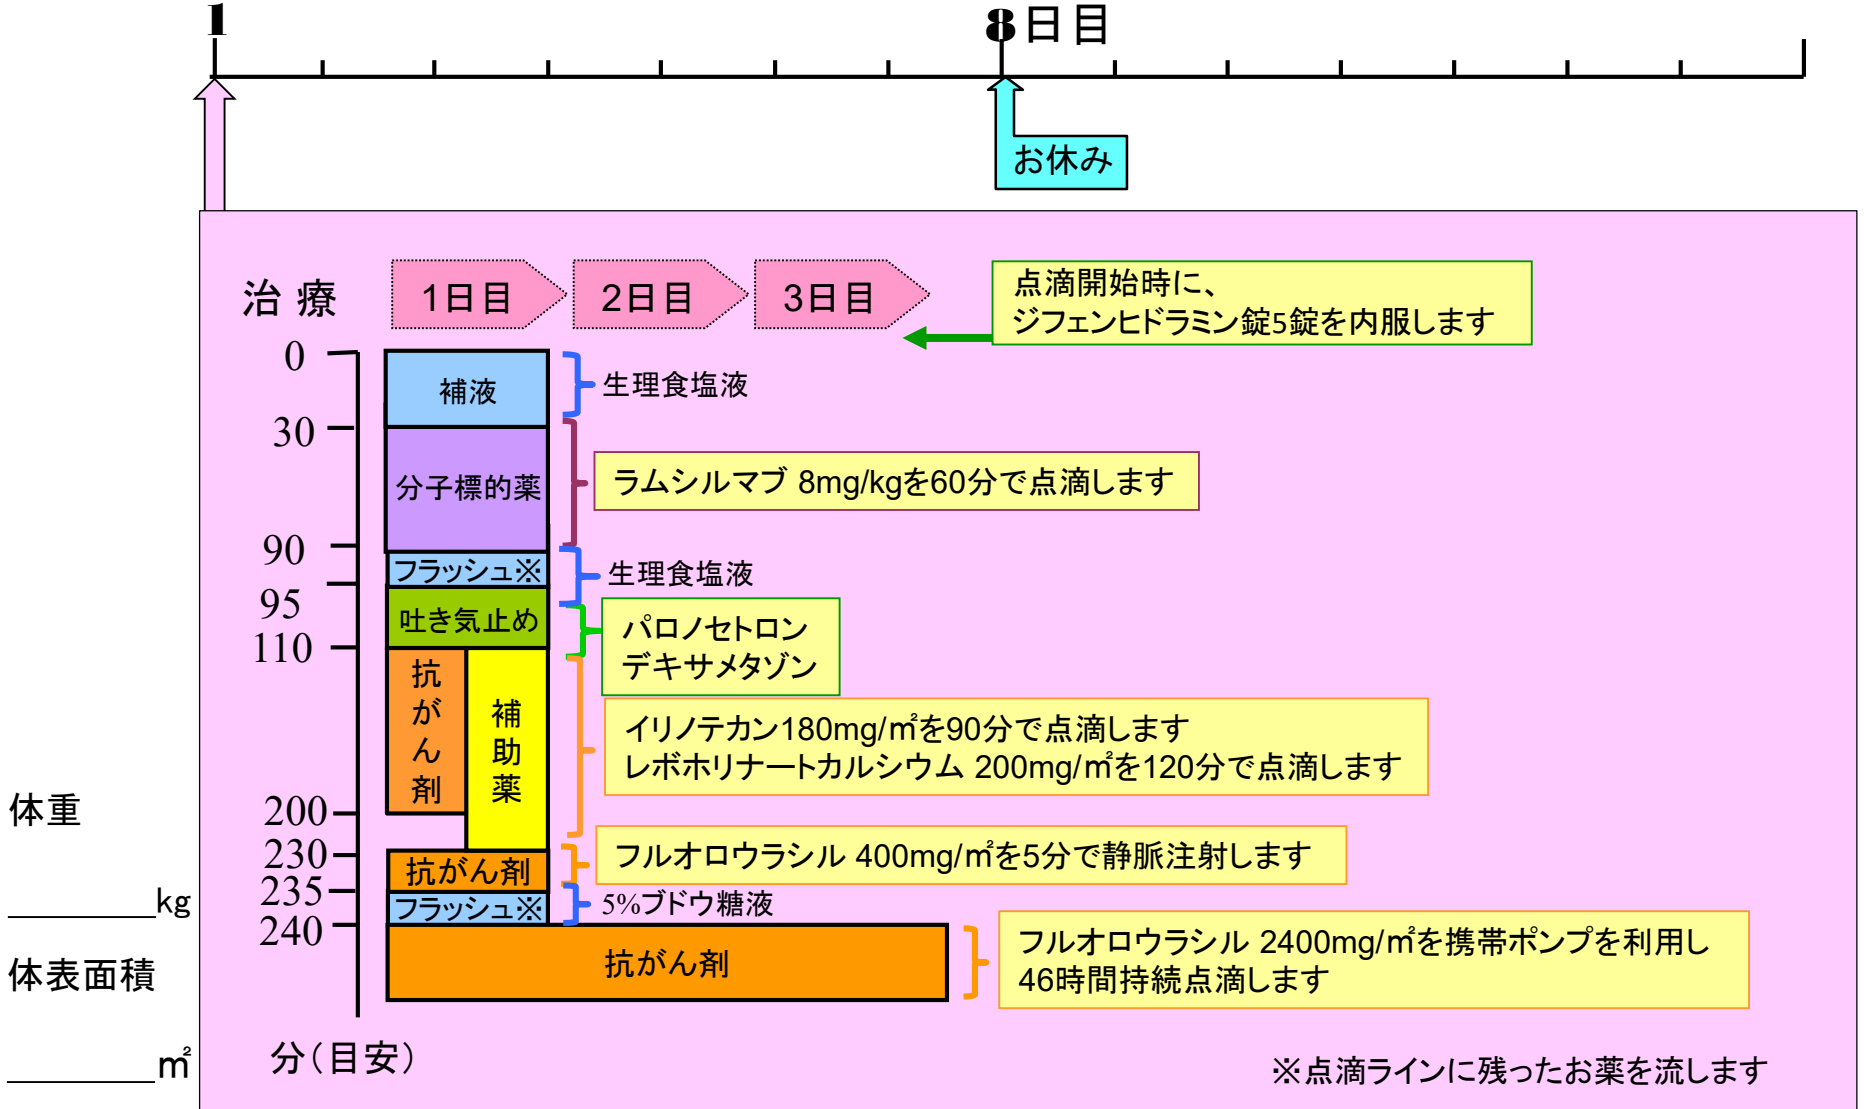 1
8日目
お休み
治 療
1日目
2日目
3日目
点滴開始時に、
ジフェンヒドラミン錠5錠を内服します
0
補液
生理食塩液
30
分子標的薬
ラムシルマブ 8mg/kgを60分で点滴します
90
フラッシュ※
生理食塩液
95
吐き気止め
パロノセトロン
デキサメタゾン
110
抗がん剤
補助薬
イリノテカン180mg/㎡を90分で点滴します
レボホリナートカルシウム 200mg/㎡を120分で点滴します
200
230
抗がん剤
フルオロウラシル 400mg/㎡を5分で静脈注射します
235
フラッシュ※
5%ブドウ糖液
240
抗がん剤
フルオロウラシル 2400mg/㎡を携帯ポンプを利用し
46時間持続点滴します
分(目安)
※点滴ラインに残ったお薬を流します
体重
________kg
体表面積
________㎡